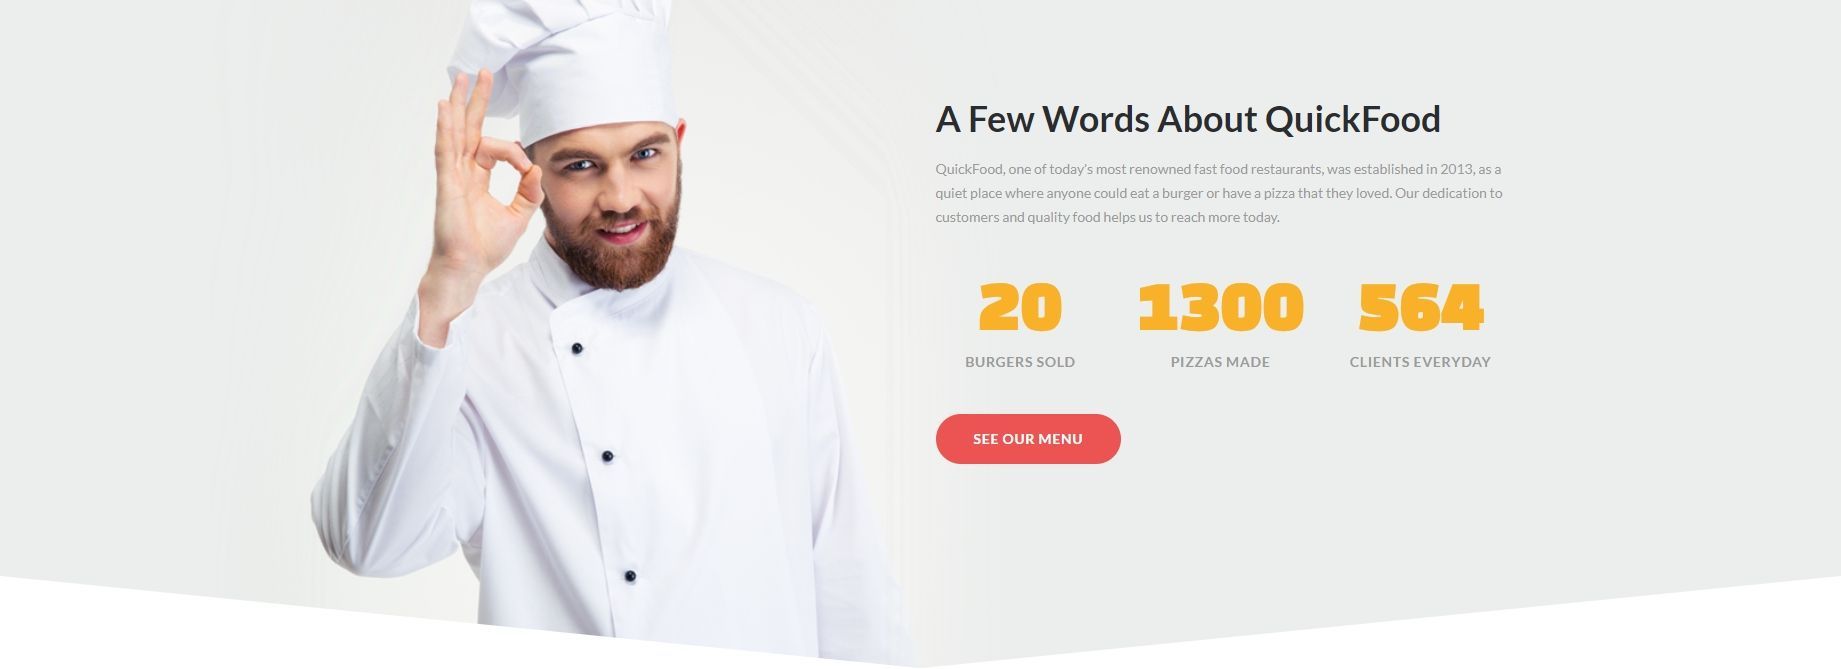 A Few Words About QuickFood
QuickFood, one of today's most renowned fast food restaurants, was established in 2013, as a
quiet place where anyone could eat a burger or have a pizza that they loved. Our dedication to
customers and quality food helps us to reach more today.
20 1300 564
BURGERS SOLD PIZZAS MADE CLIENTS EVERYDAY
SEE OUR MENU